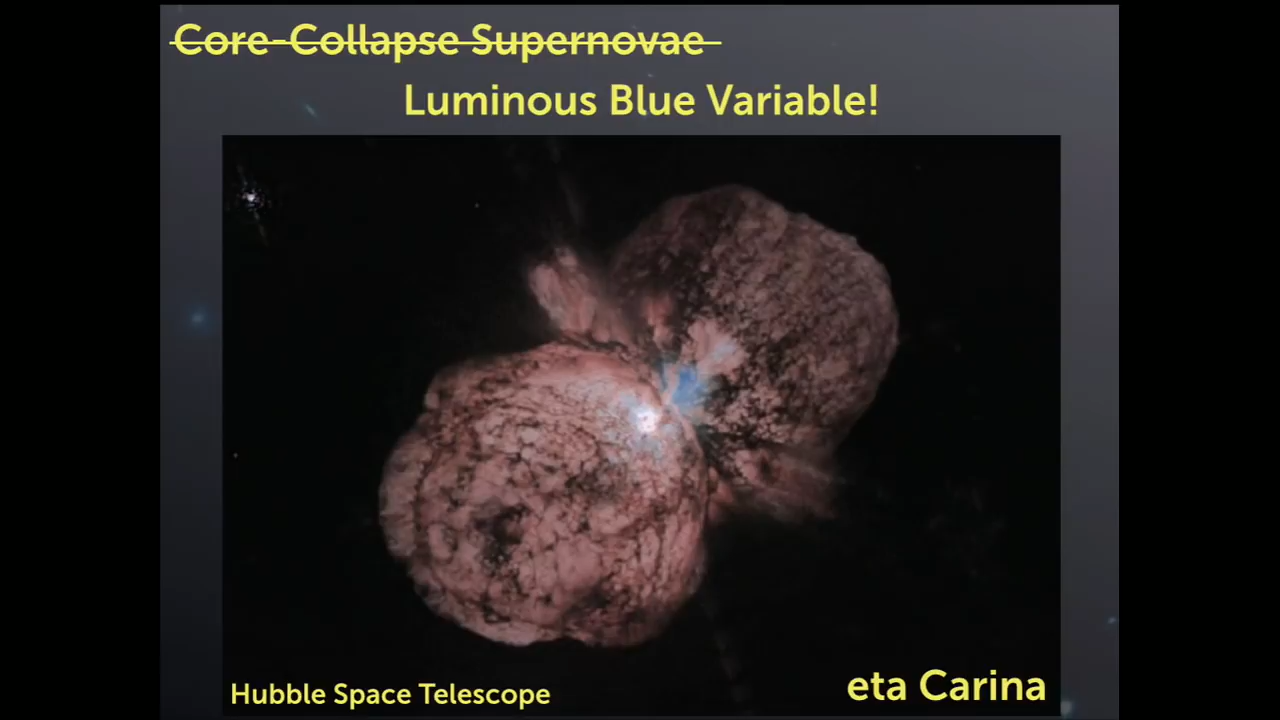 Core-Collapse Supernovae
Luminous Blue Variable!
Hubble Space Telescope
eta Carina